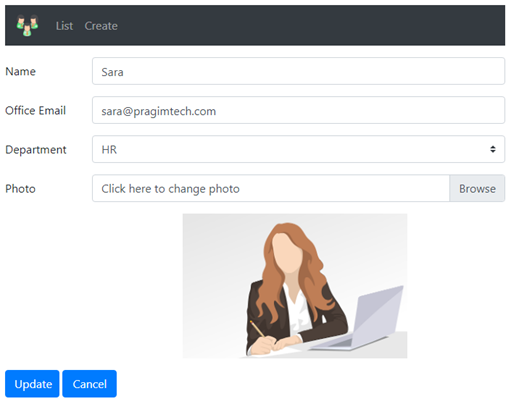 List Create
Name Sara
Office Email sara@pragimtech.com
Department HR
Photo Click here to change photo Browse
Update Cancel